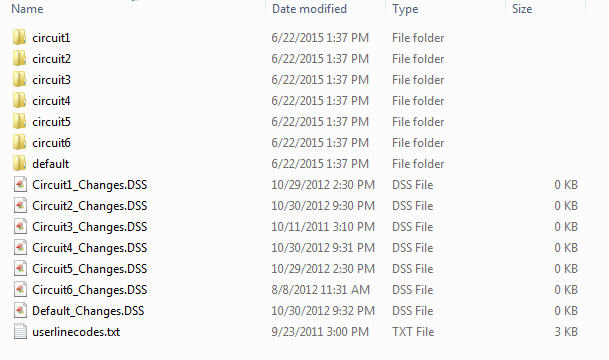 Name Date modified Type Size
circuit1 6/22/2015 1:37 PM File folder
circuit2 6/22/2015 1:37 PM File folder
circuit3 6/22/2015 1:37 PM File folder
circuit4 6/22/2015 1:37 PM File folder
circuit5 6/22/2015 1:37 PM File folder
circuit6 6/22/2015 1:37 PM File folder
default 6/22/2015 1:37 PM File folder
Circuit1_Changes.DSS 10/29/2012 2:30 PM DSS File 0 KB
Circuit2_Changes.DSS 10/30/2012 9:30 PM DSS File 0 KB
Circuit3_Changes.DSS 10/11/2011 3:10 PM DSS File 0 KB
Circuit4_Changes.DSS 10/30/2012 9:31 PM DSS File 0 KB
Circuit5_Changes.DSS 10/29/2012 2:30 PM DSS File 0 KB
Circuit6_Changes.DSS 8/8/2012 11:31 AM DSS File 0 KB
Default_Changes.DSS 10/30/2012 9:32 PM DSS File 0 KB
userlinecodes.txt 9/23/2011 3:00 PM TXT File 3 KB